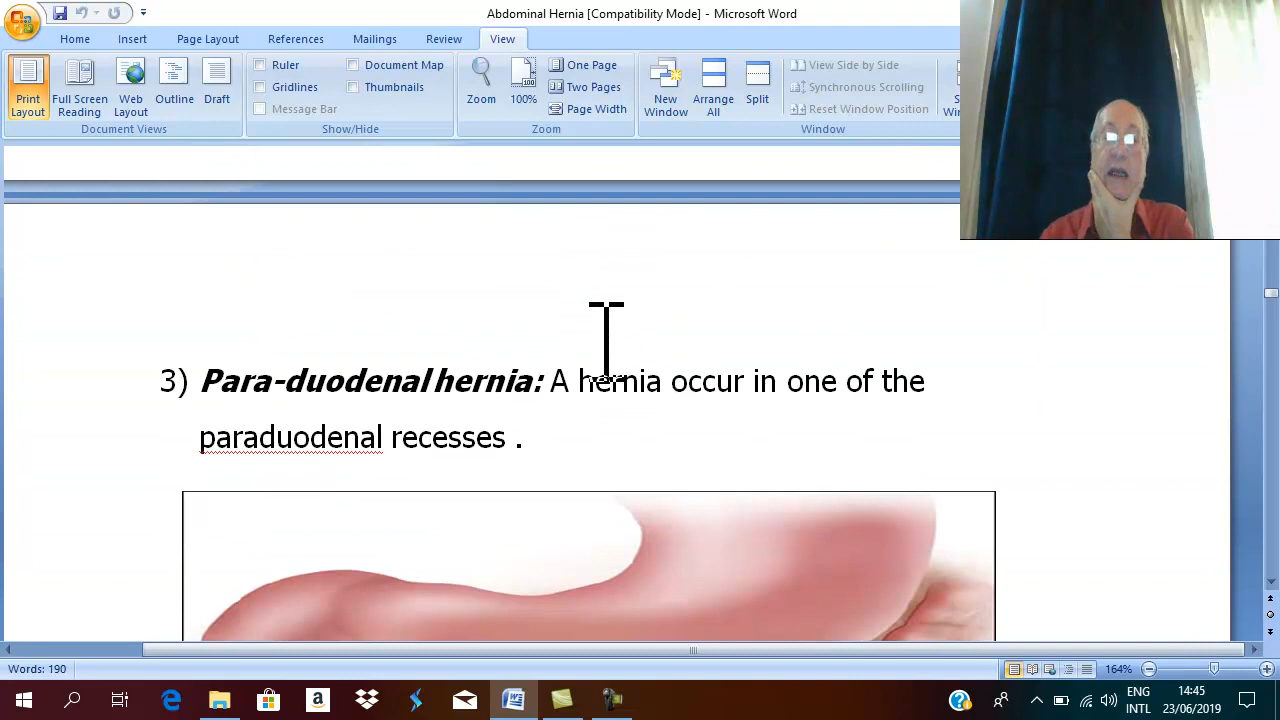 Abdominal Hernia [Compatibility Mode] - Microsoft Word
Home Insert Page Layout References Mailings Review View
Print Layout
Full Screen Reading
Web Layout
Outline
Draft
Document Views
Ruler
Gridlines
Message Bar
Document Map
Thumbnails
Show/Hide
Zoom
100%
One Page
Two Pages
Page Width
Zoom
New Window
Arrange All
Split
View Side by Side
Synchronous Scrolling
Reset Window Position
Window
3) Para-duodenal hernia: A hernia occur in one of the
paraduodenal recesses .
Words: 190
164%
ENG
INTL
14:45
23/06/2019